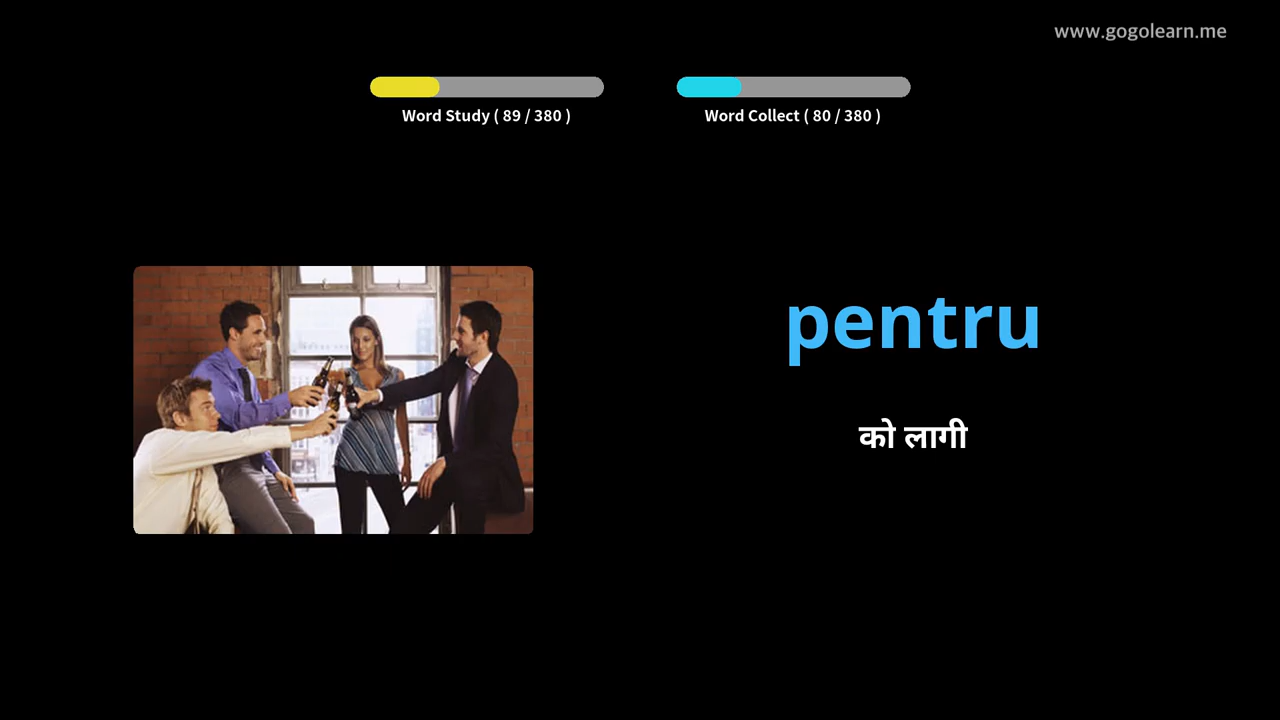 www.gogolearn.me
Word Study ( 89 / 380 )
Word Collect ( 80 / 380 )
pentru
को लागी